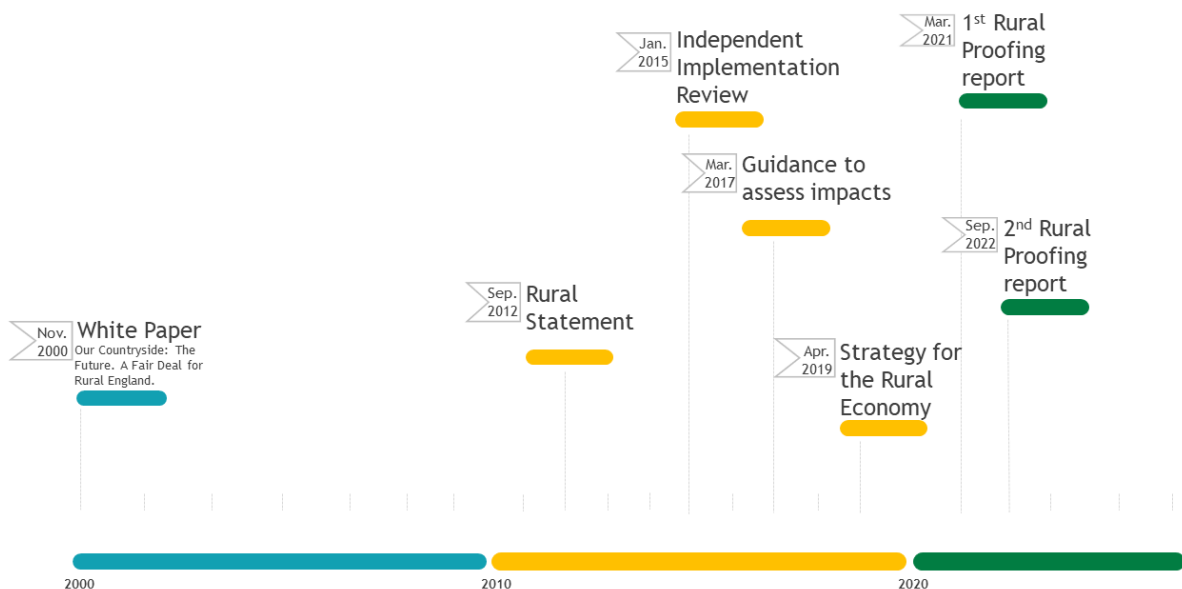 Nov.
2000
White Paper
Our Countryside: The
Future. A Fair Deal for
Rural England.
Sep.
2012
Rural
Statement
Jan.
2015
Independent
Implementation
Review
Mar.
2017
Guidance to
assess impacts
Apr.
2019
Strategy for
the Rural
Economy
Mar.
2021
1st Rural
Proofing
report
Sep.
2022
2nd Rural
Proofing
report
2000
2010
2020